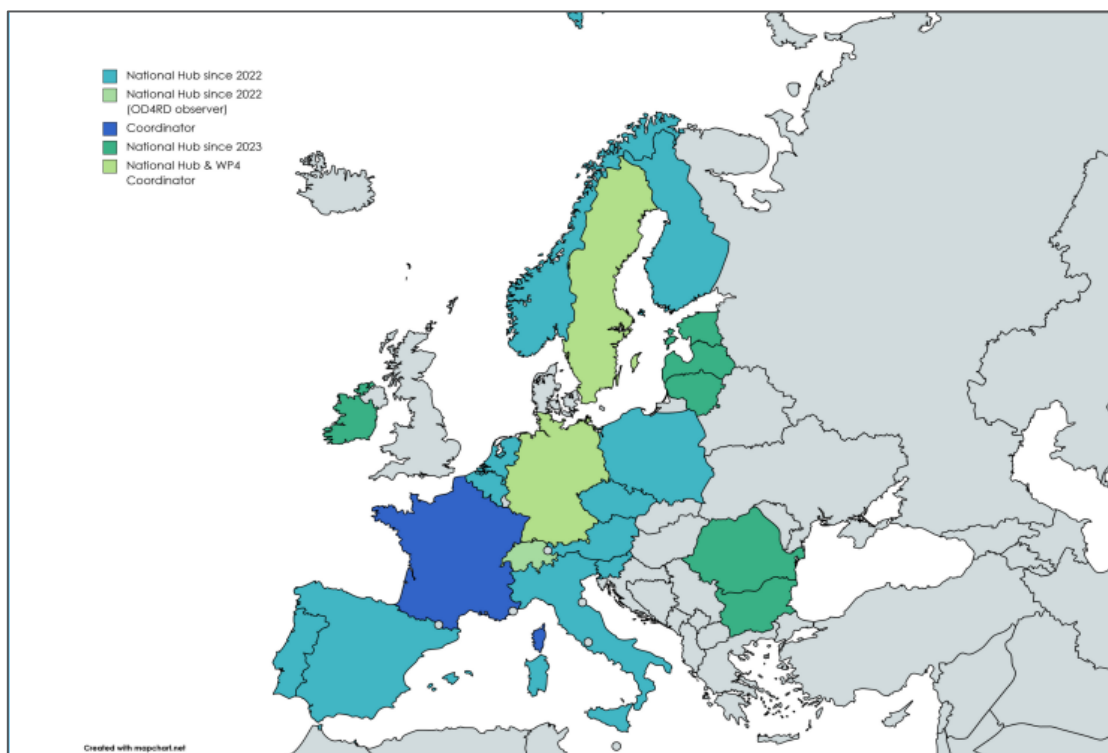 National Hub since 2022
National Hub since 2022
(OD4RD observer)
Coordinator
National Hub since 2023
National Hub & WP4
Coordinator
Created with mapchart.net